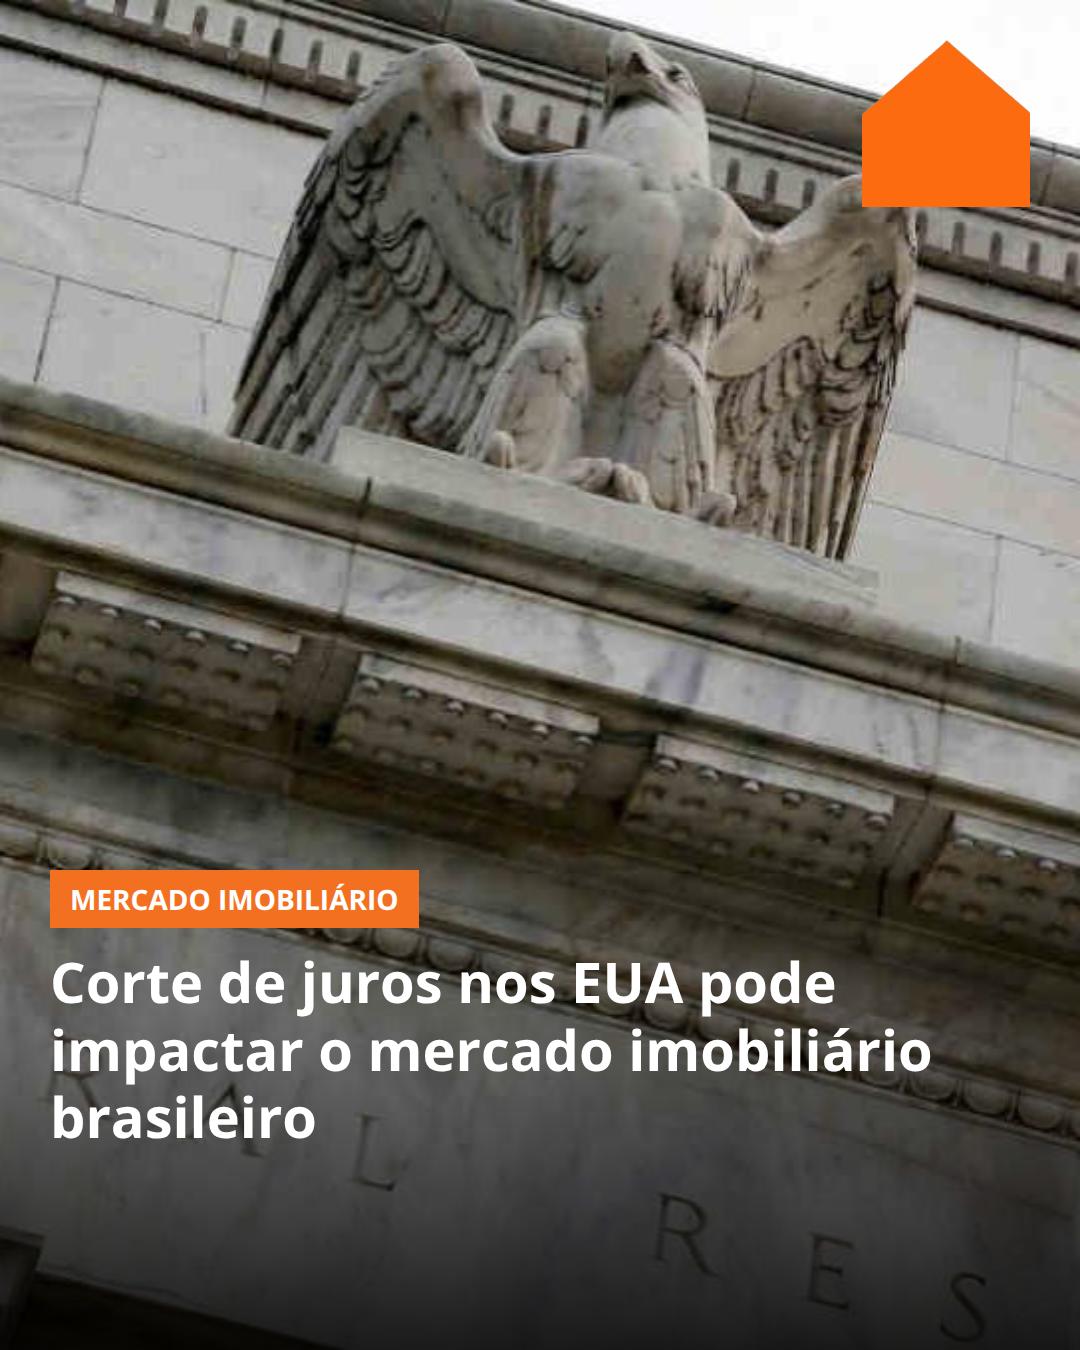 MERCADO IMOBILIÁRIO
Corte de juros nos EUA pode
impactar o mercado imobiliário
brasileiro
R A L R E S